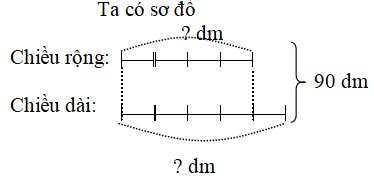 Ta có sơ đồ
? dm
Chiều rộng:
90 dm
Chiều dài:
? dm